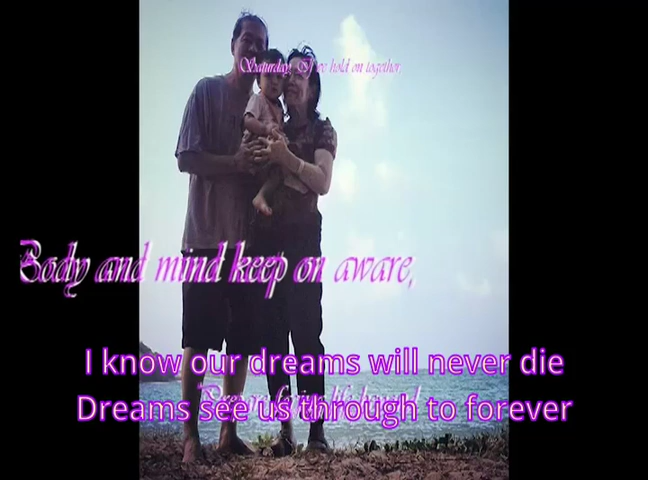 Saturday, If we hold on together,
Body and mind keep on aware,
I know our dreams will never die
Dreams see us through to forever